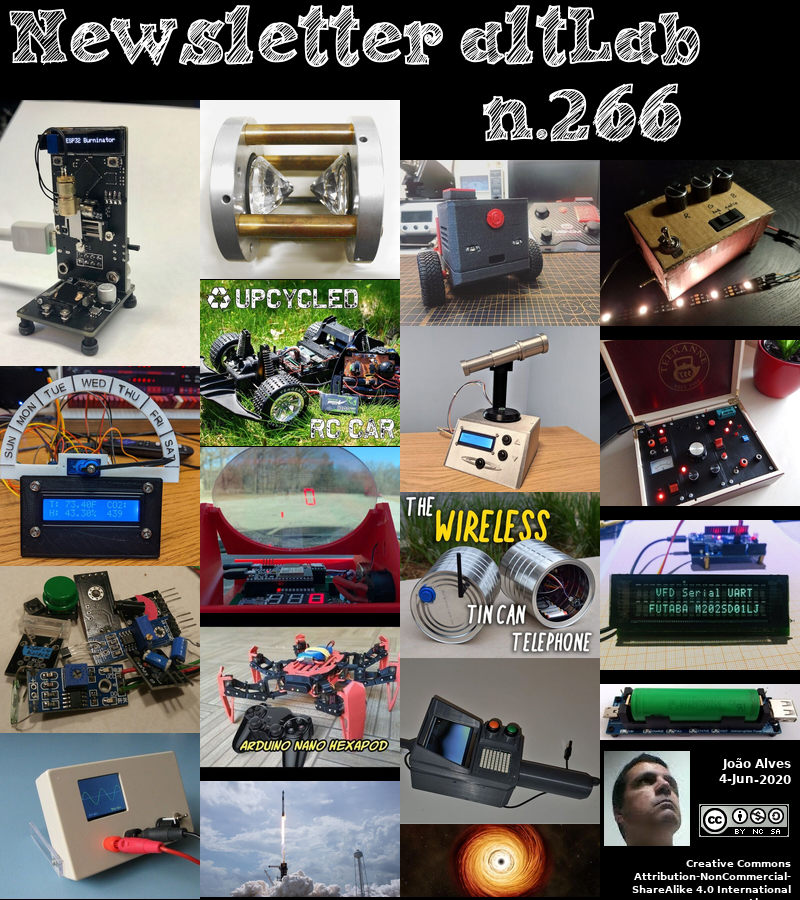 Newsletter altLab
n.266
ESP32 Burninator
UPCYCLED
RC CAR
SUN MON TUE WED THU FRI SAT
T: 73.40F CO2:
H: 43.30% 439
TEEKANNE
THE
WIRELESS
TIN CAN
TELEPHONE
VFD Serial UART
FUTABA M202SD01LJ
ARDUINO NANO HEXAPOD
João Alves
4-Jun-2020
cc
BY NC SA
Creative Commons
Attribution-NonCommercial-
ShareAlike 4.0 International